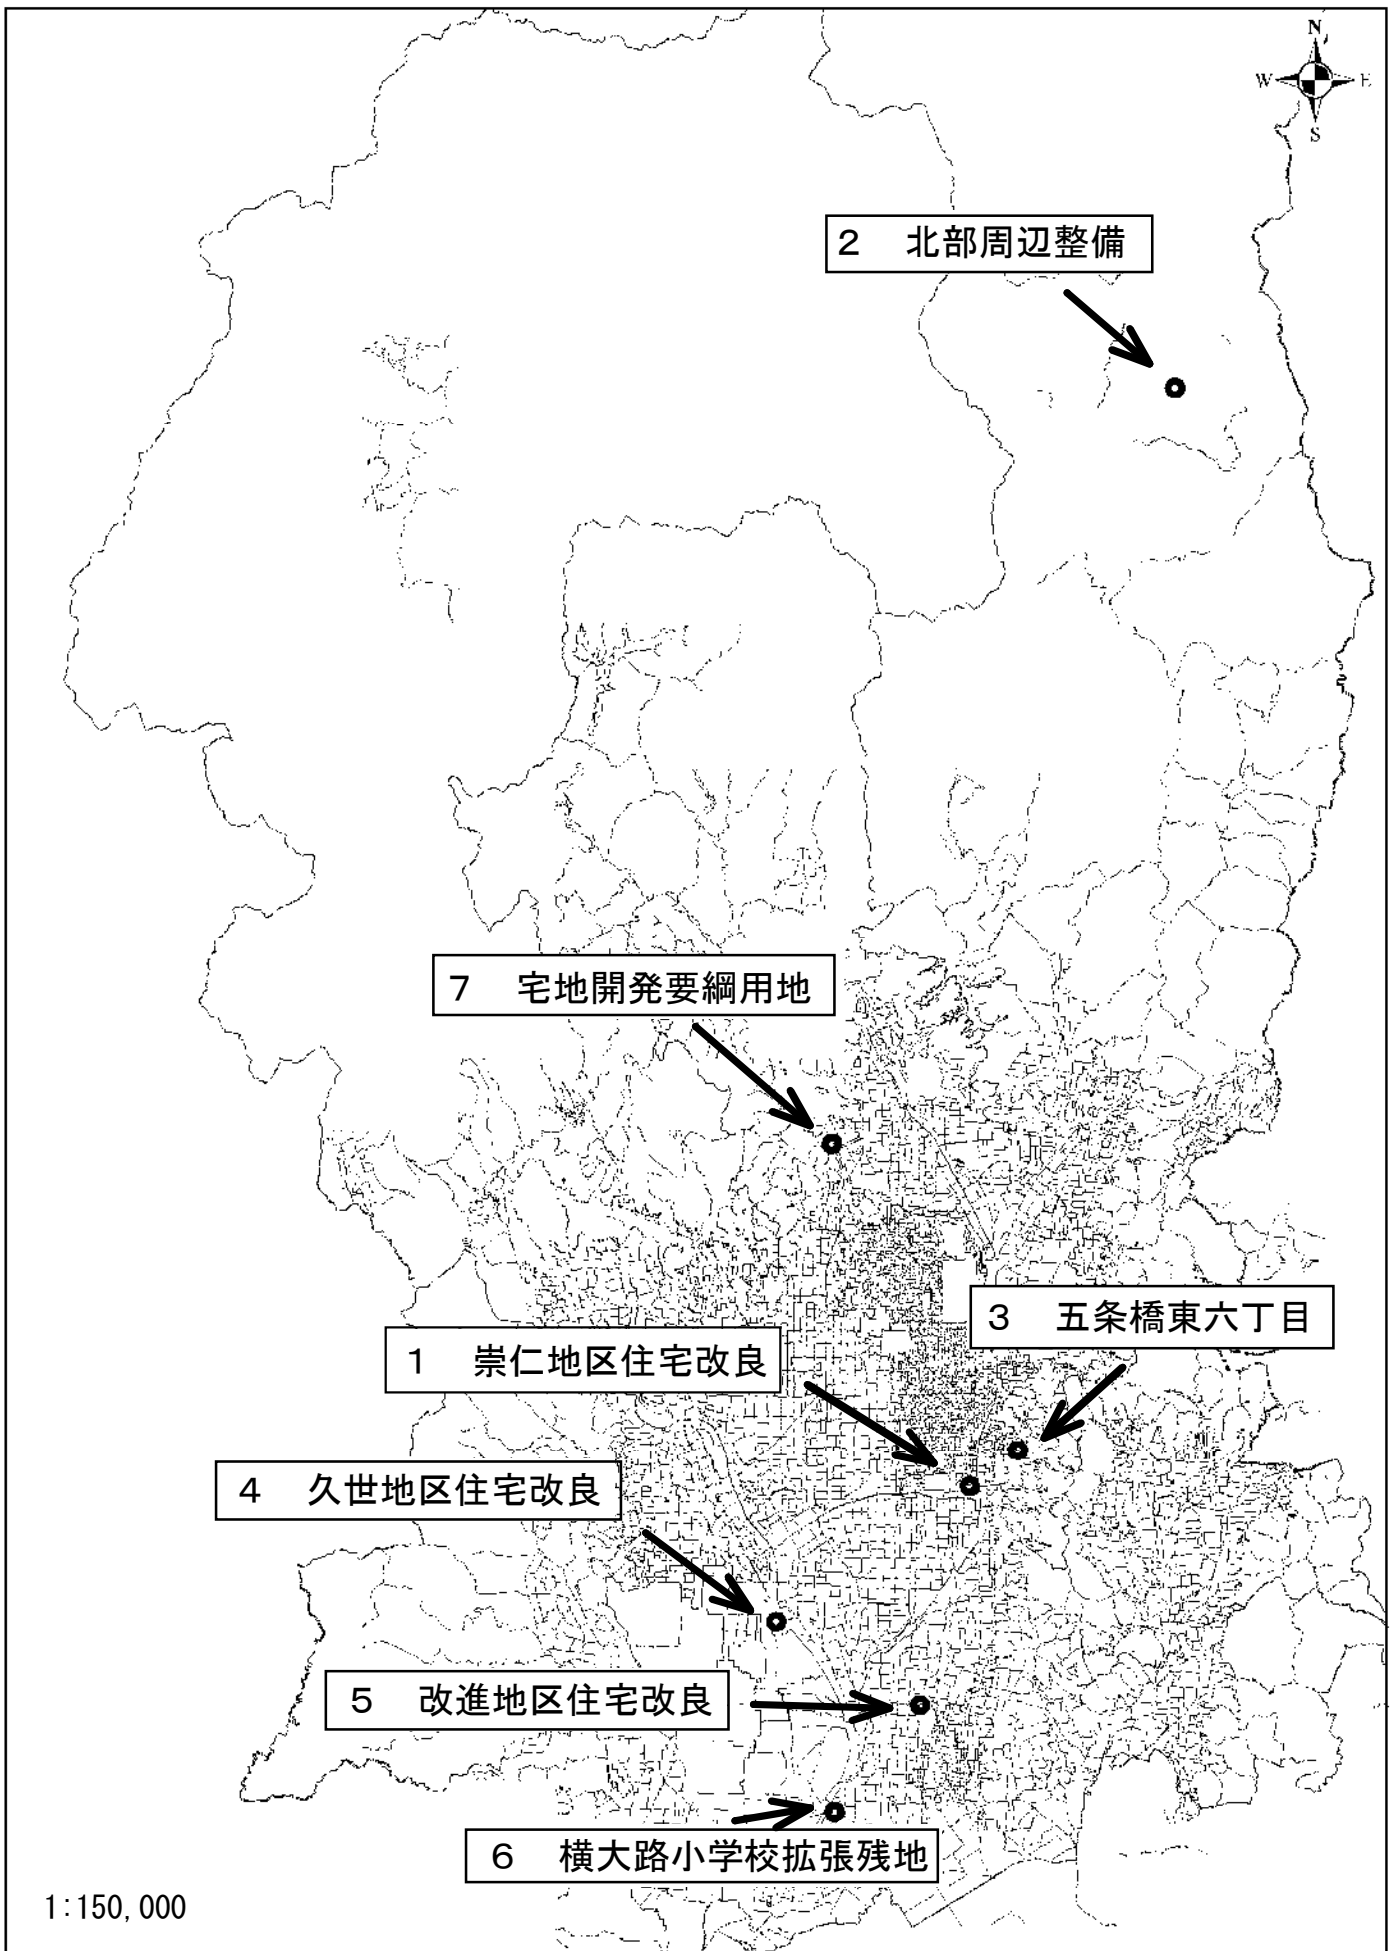 N
W E
S
２　北部周辺整備
７　宅地開発要綱用地
３　五条橋東六丁目
１　崇仁地区住宅改良
４　久世地区住宅改良
５　改進地区住宅改良
６　横大路小学校拡張残地
1:150,000